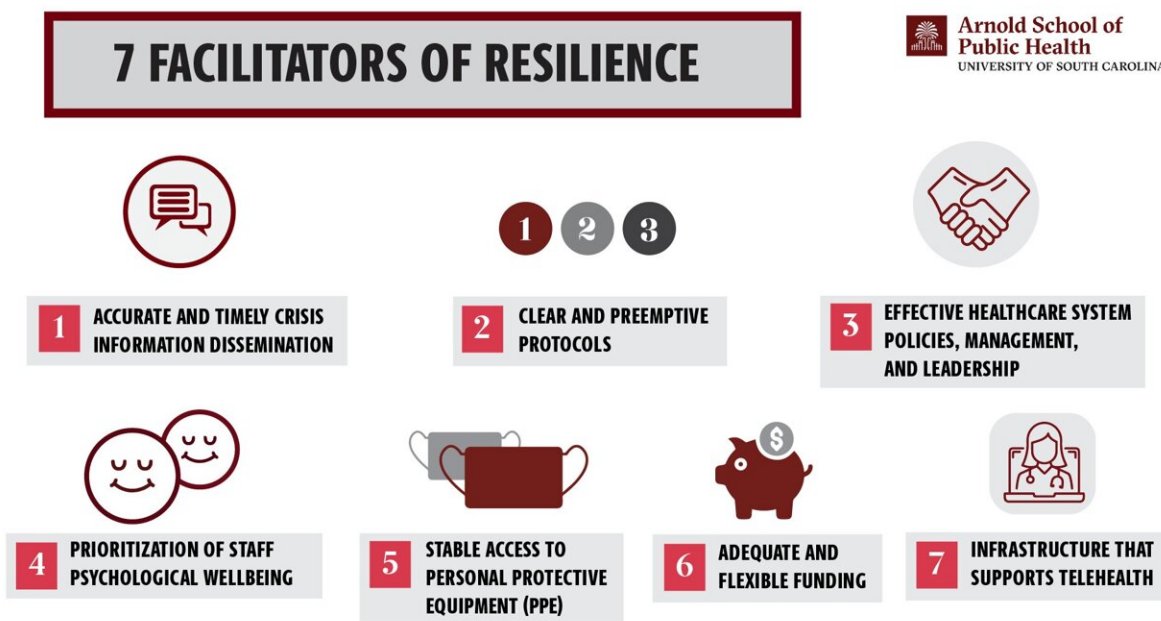 7 FACILITATORS OF RESILIENCE
Arnold School of
Public Health
UNIVERSITY OF SOUTH CAROLINA
1 2 3
1
ACCURATE AND TIMELY CRISIS
INFORMATION DISSEMINATION
2
CLEAR AND PREEMPTIVE
PROTOCOLS
3
EFFECTIVE HEALTHCARE SYSTEM
POLICIES, MANAGEMENT,
AND LEADERSHIP
$
4
PRIORITIZATION OF STAFF
PSYCHOLOGICAL WELLBEING
5
STABLE ACCESS TO
PERSONAL PROTECTIVE
EQUIPMENT (PPE)
6
ADEQUATE AND
FLEXIBLE FUNDING
7
INFRASTRUCTURE THAT
SUPPORTS TELEHEALTH